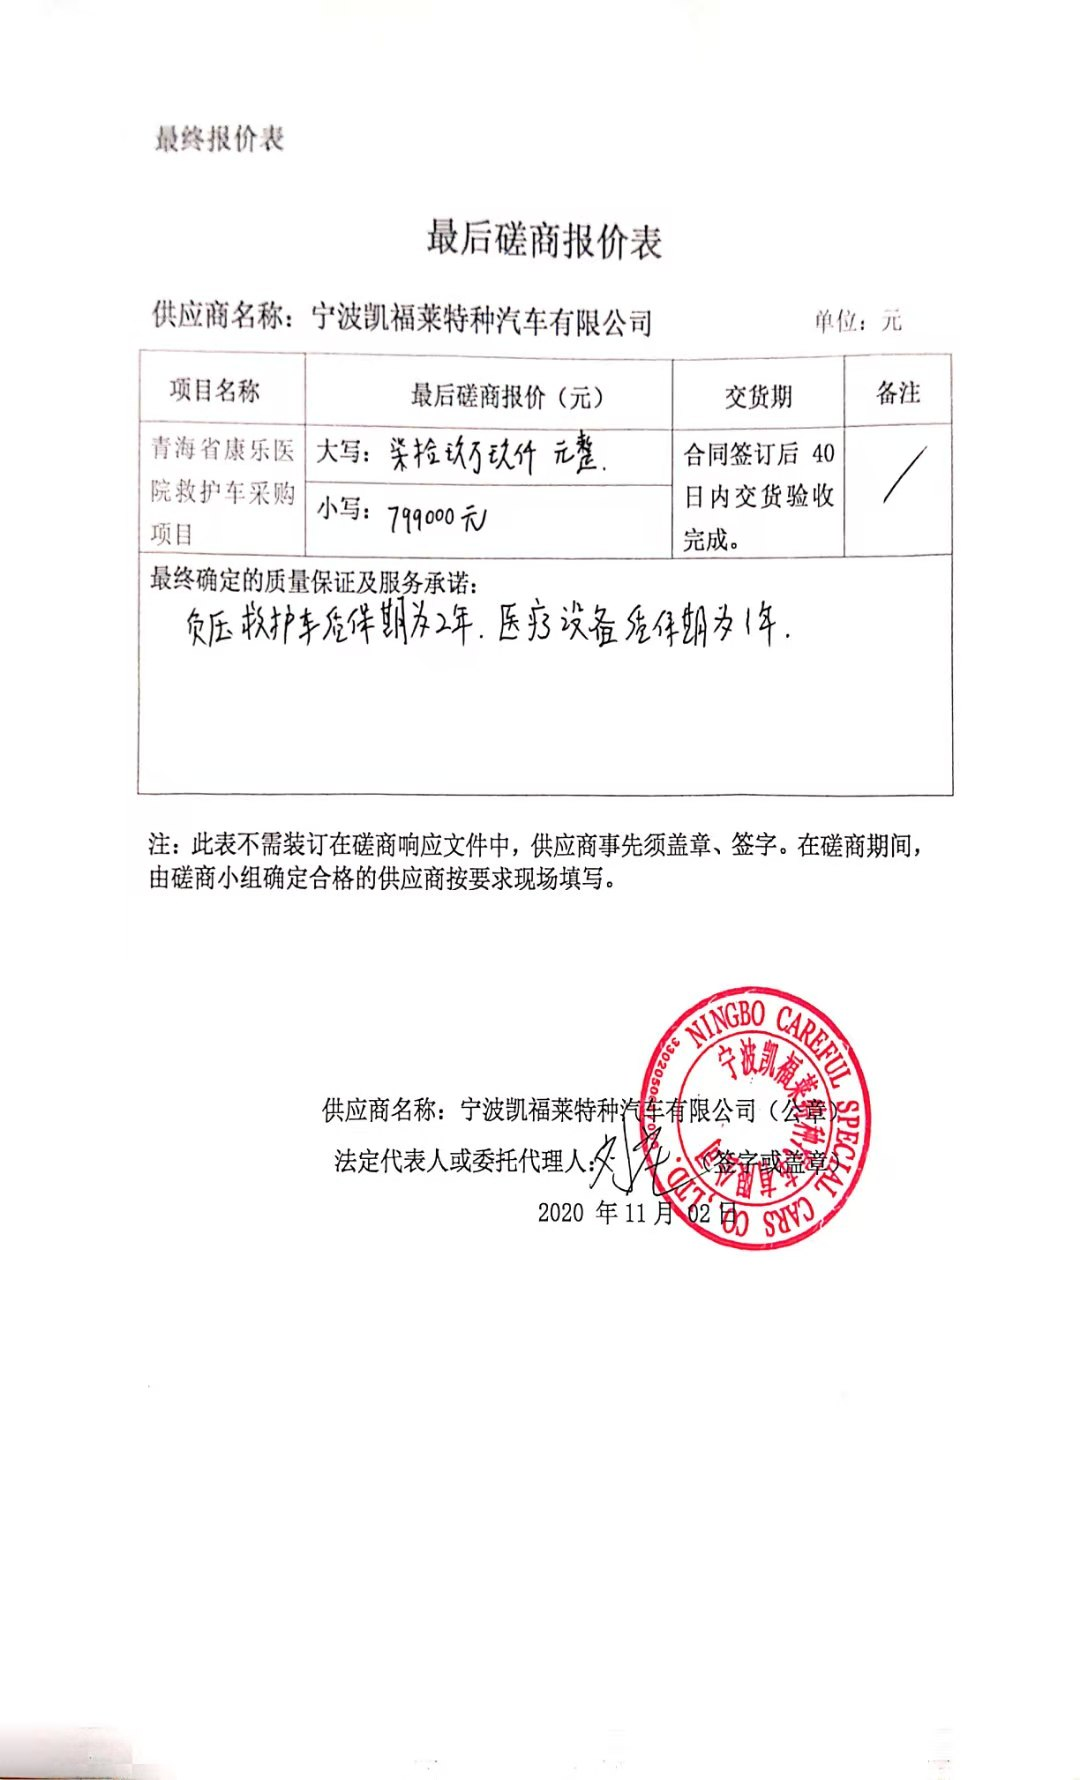 最终报价表
最后磋商报价表
供应商名称：宁波凯福莱特种汽车有限公司
单位：元
项目名称
最后磋商报价（元）
交货期
备注
青海省康乐医
院救护车采购
项目
大写：柒拾玖万玖仟 元整.
小写：799000元
合同签订后 40
日内交货验收
完成。
/
最终确定的质量保证及服务承诺：
负压救护车质保期为2年. 医疗设备质保期为1年.
注：此表不需装订在磋商响应文件中，供应商事先须盖章、签字。在磋商期间，
由磋商小组确定合格的供应商按要求现场填写。
供应商名称：宁波凯福莱特种汽车有限公司（公章）
法定代表人或委托代理人： （签字或盖章）
2020 年 11 月 02 日
NINGBO CAREFUL SPECIAL CARS CO.,LTD.
宁波凯福莱特种汽车有限公司